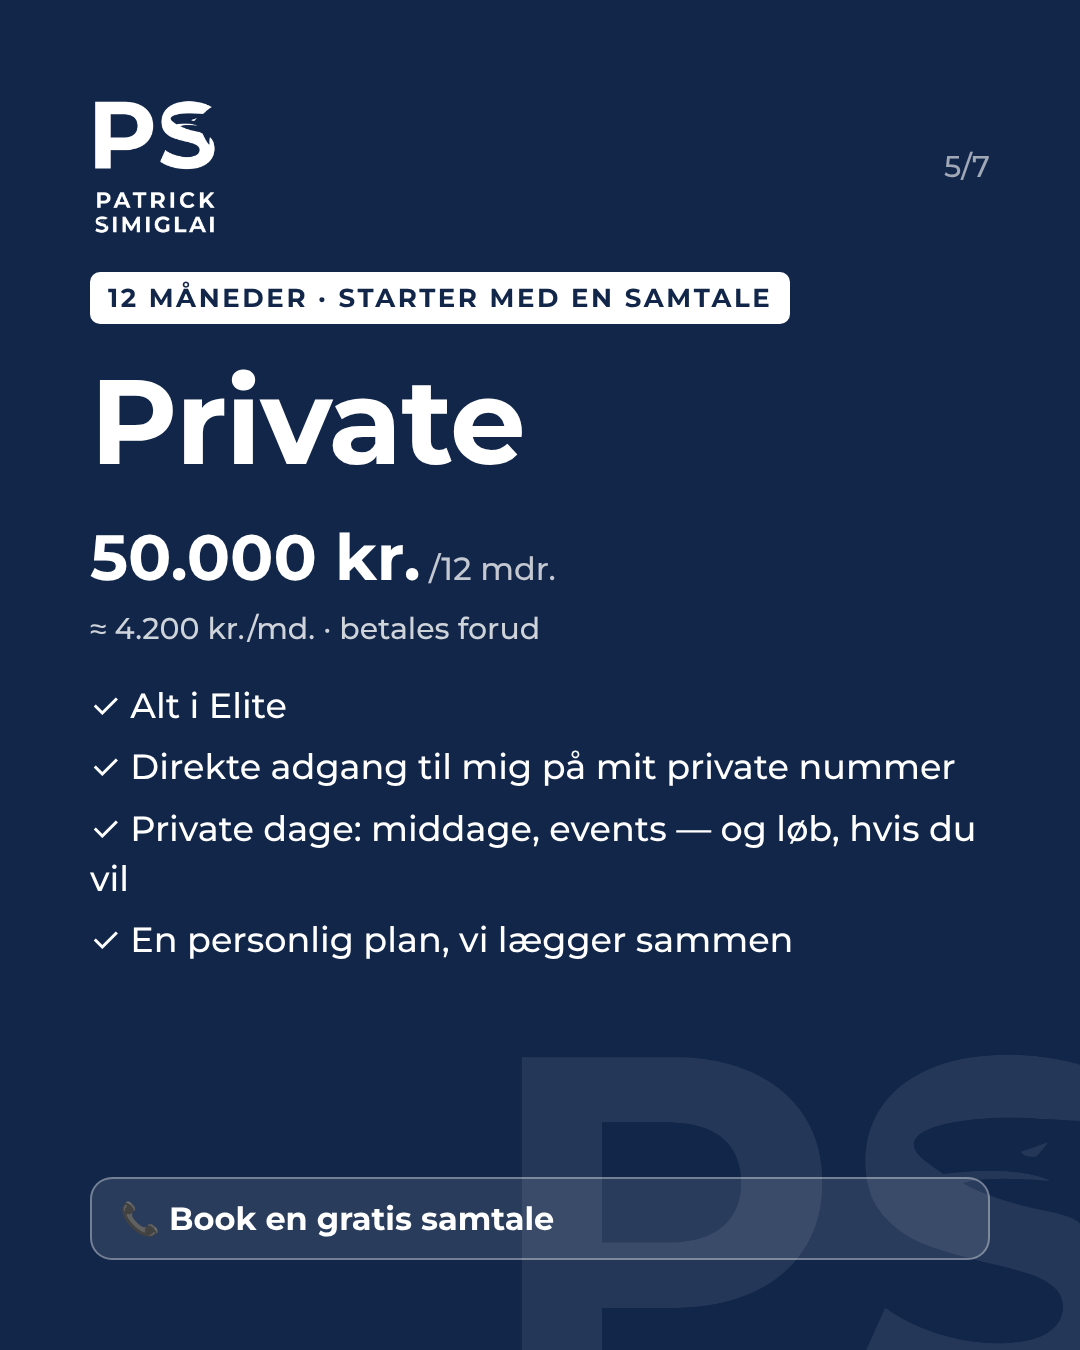 PS
PATRICK
SIMIGLAI
5/7
12 MÅNEDER · STARTER MED EN SAMTALE
Private
50.000 kr. /12 mdr.
≈ 4.200 kr./md. · betales forud
✓ Alt i Elite
✓ Direkte adgang til mig på mit private nummer
✓ Private dage: middage, events — og løb, hvis du
vil
✓ En personlig plan, vi lægger sammen
📞 Book en gratis samtale
PS